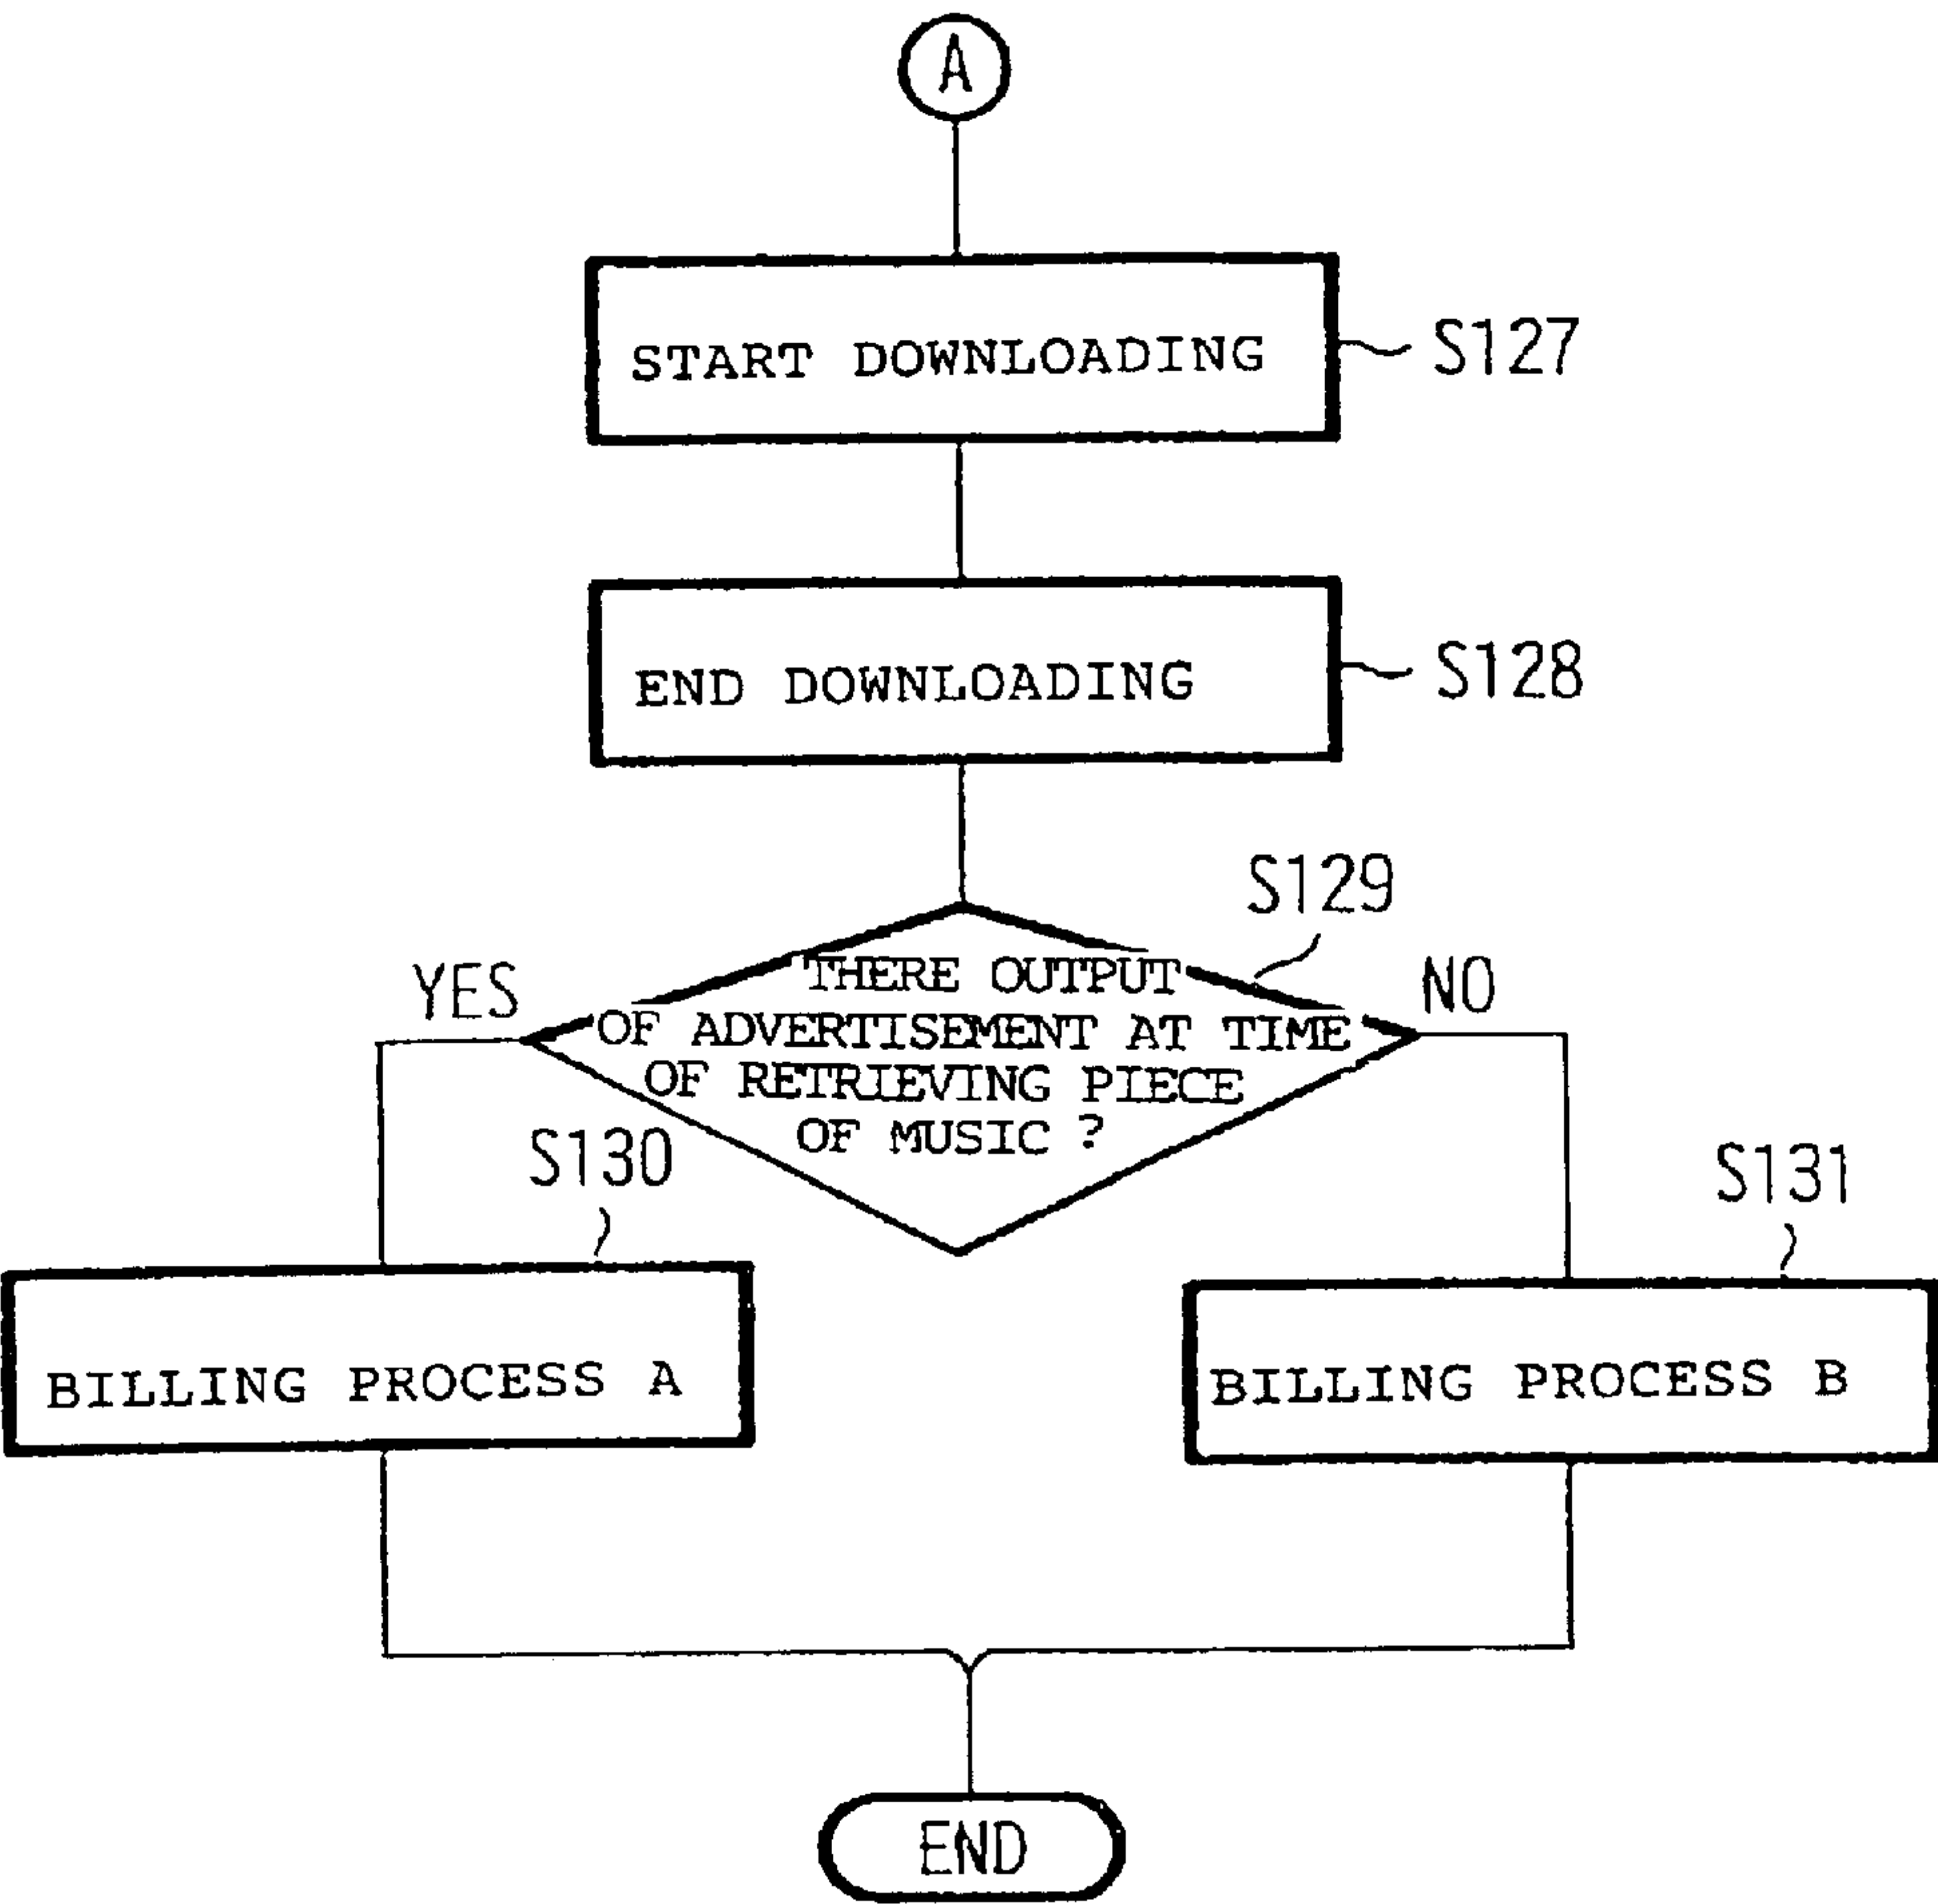 A
START DOWNLOADING
S127
END DOWNLOADING
S128
S129
YES
NO
THERE OUTPUT
OF ADVERTISEMENT AT TIME
OF RETRIEVING PIECE
OF MUSIC ?
S130
S131
BILLING PROCESS A
BILLING PROCESS B
END